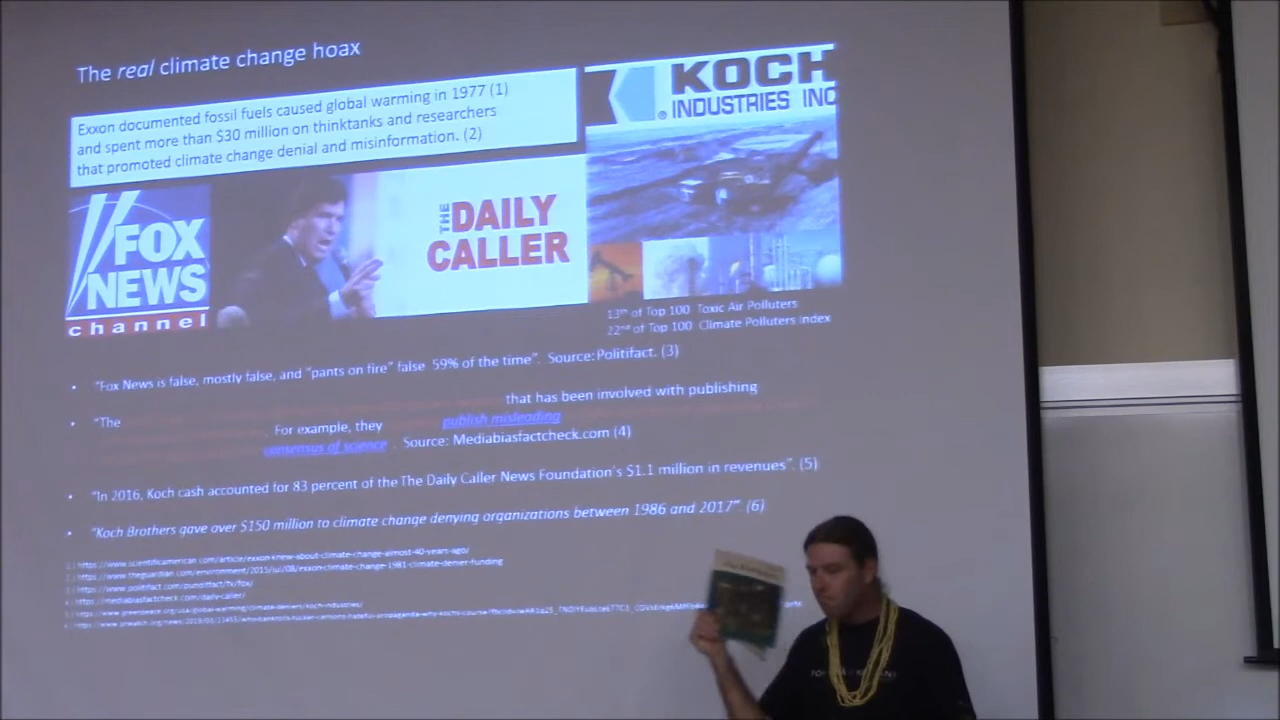 The real climate change hoax
Exxon documented fossil fuels caused global warming in 1977 (1)
and spent more than $30 million on thinktanks and researchers
that promoted climate change denial and misinformation. (2)
KOCH
INDUSTRIES INC
®
FOX
NEWS
channel
THE
DAILY
CALLER
13th of Top 100 Toxic Air Polluters
22nd of Top 100 Climate Polluters Index
• "Fox News is false, mostly false, and "pants on fire" false 59% of the time". Source: Politifact. (3)
• "The that has been involved with publishing
. For example, they publish misleading
consensus of science . Source: Mediabiasfactcheck.com (4)
• "In 2016, Koch cash accounted for 83 percent of the The Daily Caller News Foundation's $1.1 million in revenues". (5)
• "Koch Brothers gave over $150 million to climate change denying organizations between 1986 and 2017". (6)
https://www.scientificamerican.com/article/exxon-knew-about-climate-change-almost-40-years-ago/
https://www.theguardian.com/environment/2015/jul/08/exxon-climate-change-1981-climate-denier-funding
https://www.politifact.com/punditfact/tv/fox/
https://mediabiasfactcheck.com/daily-caller/
https://www.greenpeace.org/usa/global-warming/climate-deniers/koch-industries/